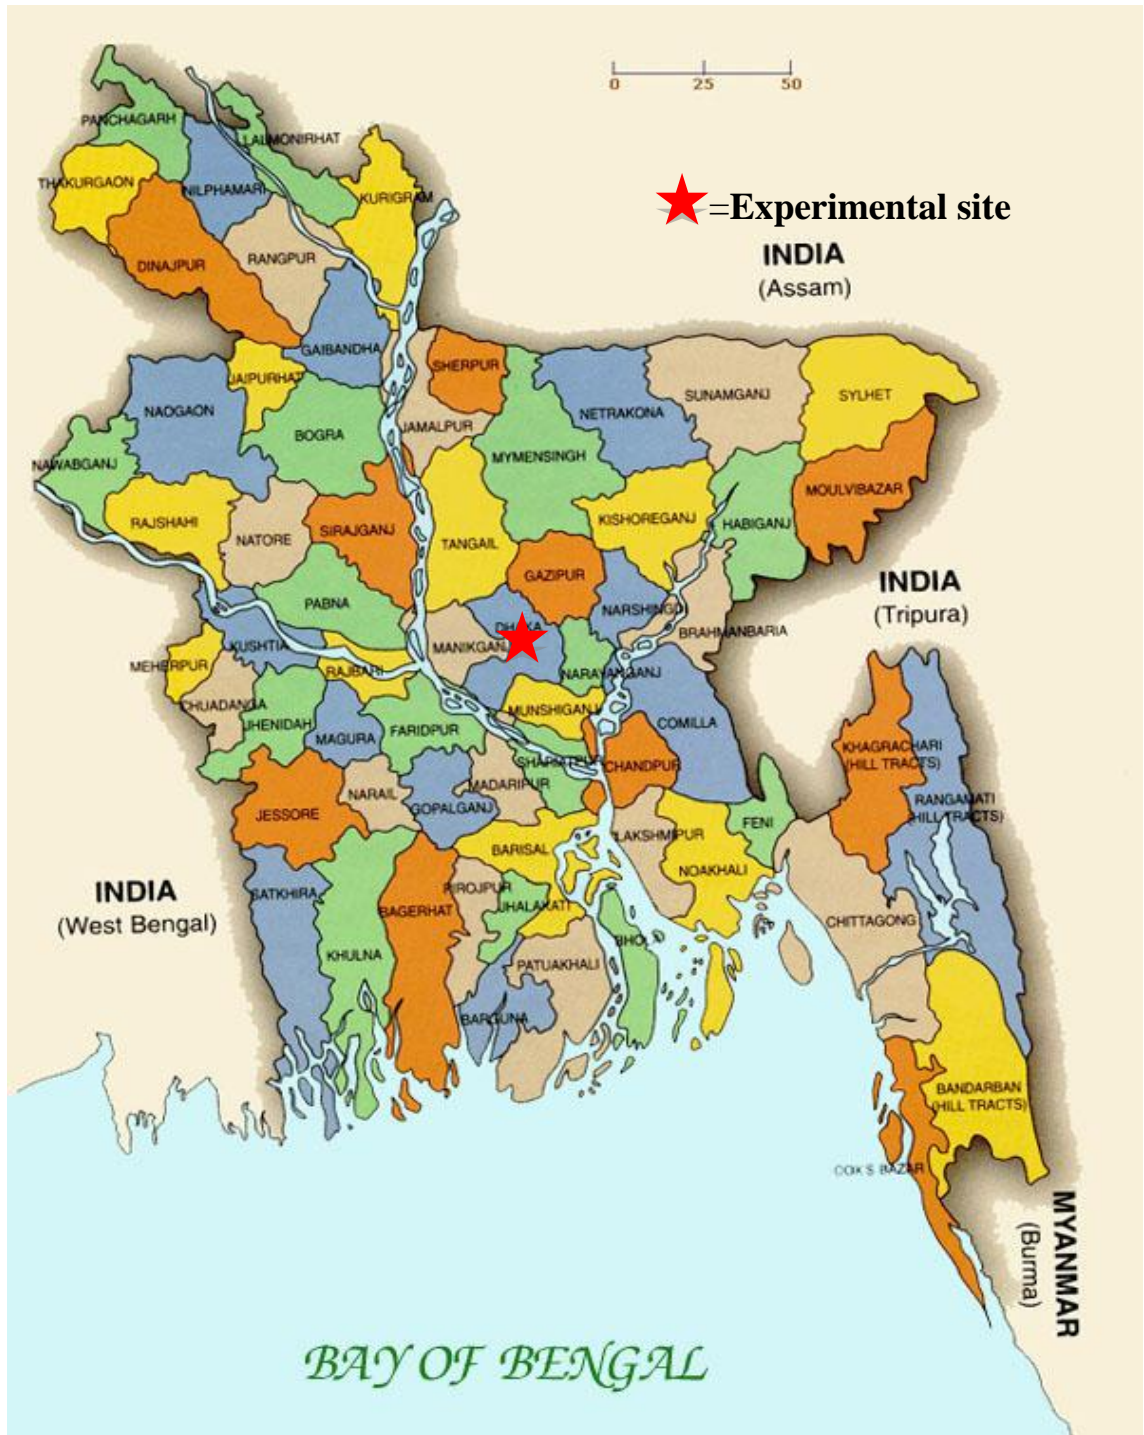 0 25 50
=Experimental site
INDIA
(Assam)
PANCHAGARH
LALMONIRHAT
THAKURGAON
NILPHAMARI
KURIGRAM
RANGPUR
DINAJPUR
GAIBANDHA
SHERPUR
JAIPURHAT
SUNAMGANJ
SYLHET
NAOGAON
NETRAKONA
JAMALPUR
BOGRA
MYMENSINGH
NAWABGANJ
MOULVIBAZAR
RAJSHAHI
KISHOREGANJ
HABIGANJ
SIRAJGANJ
NATORE
TANGAIL
GAZIPUR
INDIA
(Tripura)
PABNA
NARSHINGDI
DHAKA
BRAHMANBARIA
KUSHTIA
MANIKGANJ
MEHERPUR
RAJBARI
NARAYANGANJ
CHUADANGA
MUNSHIGANJ
JHENIDAH
FARIDPUR
COMILLA
MAGURA
KHAGRACHARI
(HILL TRACTS)
SHARIATPUR
CHANDPUR
MADARIPUR
NARAIL
RANGAMATI
(HILL TRACTS)
GOPALGANJ
JESSORE
FENI
LAKSHMIPUR
BARISAL
NOAKHALI
INDIA
(West Bengal)
SATKHIRA
PIROJPUR
JHALAKATI
BAGERHAT
CHITTAGONG
BHOLA
KHULNA
PATUAKHALI
BARGUNA
BANDARBAN
(HILL TRACTS)
COX S BAZAR
MYANMAR
(Burma)
BAY OF BENGAL